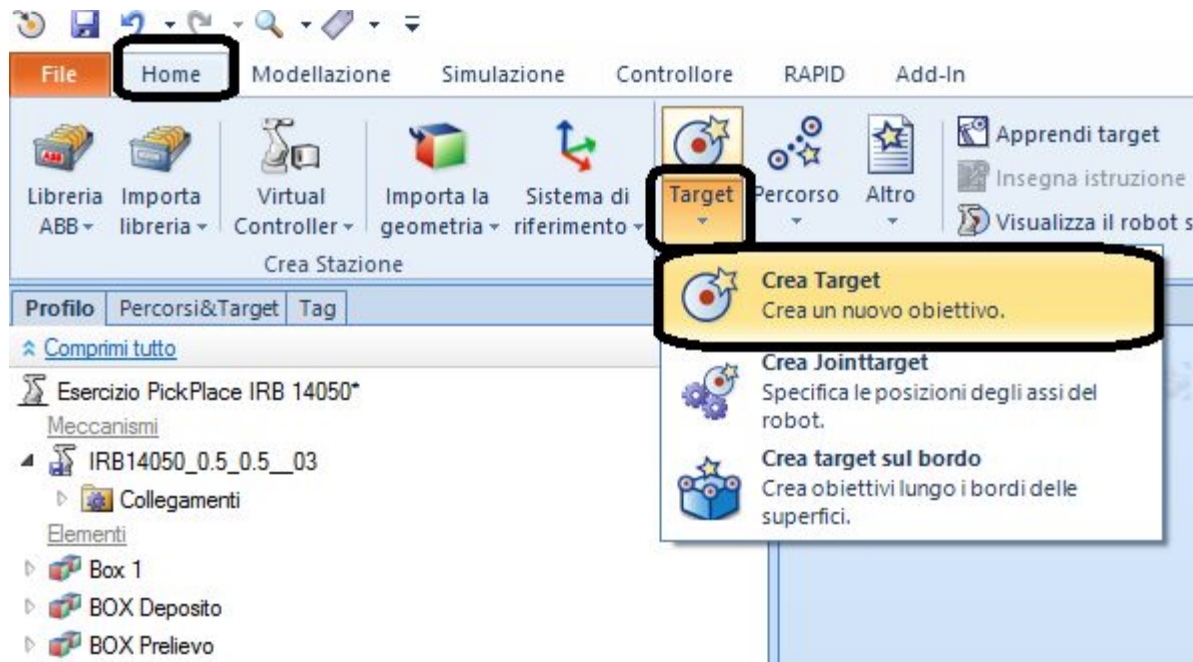 File Home Modellazione Simulazione Controllore RAPID Add-In
Libreria ABB
Importa libreria
Virtual Controller
Importa la geometria
Sistema di riferimento
Target
Percorso
Altro
Apprendi target
Insegna istruzione
Visualizza il robot s
Crea Stazione
Crea Target
Crea un nuovo obiettivo.
Crea Jointtarget
Specifica le posizioni degli assi del
robot.
Crea target sul bordo
Crea obiettivi lungo i bordi delle
superfici.
Profilo Percorsi&Target Tag
Comprimi tutto
Esercizio PickPlace IRB 14050*
Meccanismi
IRB14050_0.5_0.5__03
Collegamenti
Elementi
Box 1
BOX Deposito
BOX Prelievo